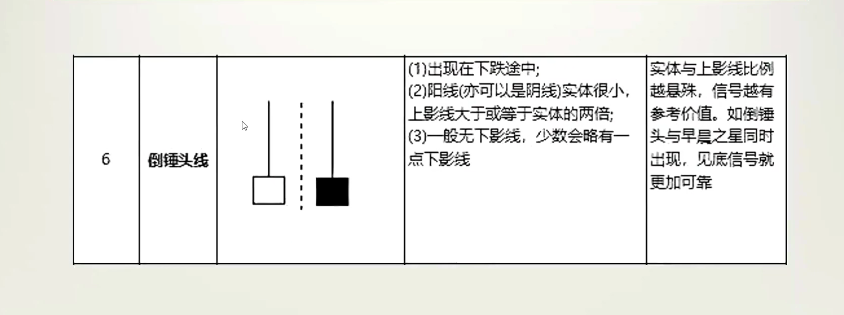 6
倒锤头线
(1)出现在下跌途中;
(2)阳线(亦可以是阴线)实体很小，
上影线大于或等于实体的两倍;
(3)一般无下影线，少数会略有一
点下影线
实体与上影线比例
越悬殊，信号越有
参考价值。如倒锤
头与早晨之星同时
出现，见底信号就
更加可靠